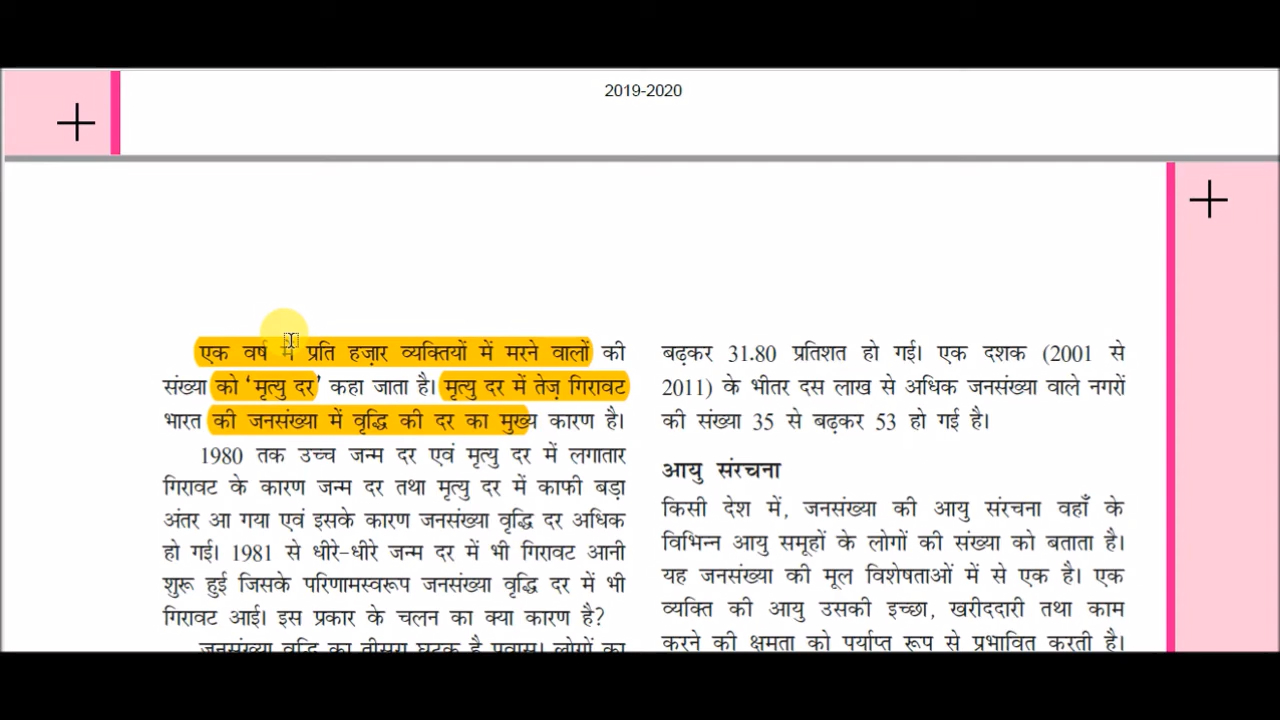 2019-2020
एक वर्ष में प्रति हज़ार व्यक्तियों में मरने वालों की
संख्या को ‘मृत्यु दर’ कहा जाता है। मृत्यु दर में तेज़ गिरावट
भारत की जनसंख्या में वृद्धि की दर का मुख्य कारण है।
1980 तक उच्च जन्म दर एवं मृत्यु दर में लगातार
गिरावट के कारण जन्म दर तथा मृत्यु दर में काफी बड़ा
अंतर आ गया एवं इसके कारण जनसंख्या वृद्धि दर अधिक
हो गई। 1981 से धीरे-धीरे जन्म दर में भी गिरावट आनी
शुरू हुई जिसके परिणामस्वरूप जनसंख्या वृद्धि दर में भी
गिरावट आई। इस प्रकार के चलन का क्या कारण है?
जनसंख्या वृद्धि का तीसरा घटक है प्रवास। लोगों का
बढ़कर 31.80 प्रतिशत हो गई। एक दशक (2001 से
2011) के भीतर दस लाख से अधिक जनसंख्या वाले नगरों
की संख्या 35 से बढ़कर 53 हो गई है।
आयु संरचना
किसी देश में, जनसंख्या की आयु संरचना वहाँ के
विभिन्न आयु समूहों के लोगों की संख्या को बताता है।
यह जनसंख्या की मूल विशेषताओं में से एक है। एक
व्यक्ति की आयु उसकी इच्छा, खरीददारी तथा काम
करने की क्षमता को पर्याप्त रूप से प्रभावित करती है।